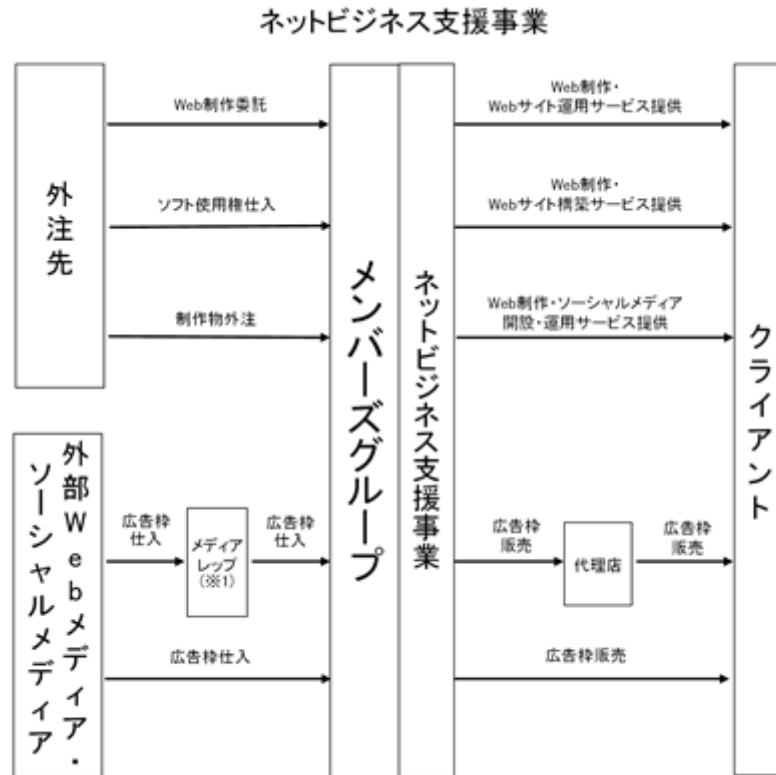 ネットビジネス支援事業
外注先
Web制作委託
ソフト使用権仕入
制作物外注
外部Webメディア・
ソーシャルメディア
広告枠
仕入
メディア
レップ
(※1)
広告枠
仕入
広告枠仕入
メンバーズグループ
ネットビジネス支援事業
Web制作・
Webサイト運用サービス提供
Web制作・
Webサイト構築サービス提供
Web制作・ソーシャルメディア
開設・運用サービス提供
広告枠
販売
代理店
広告枠
販売
広告枠販売
クライアント